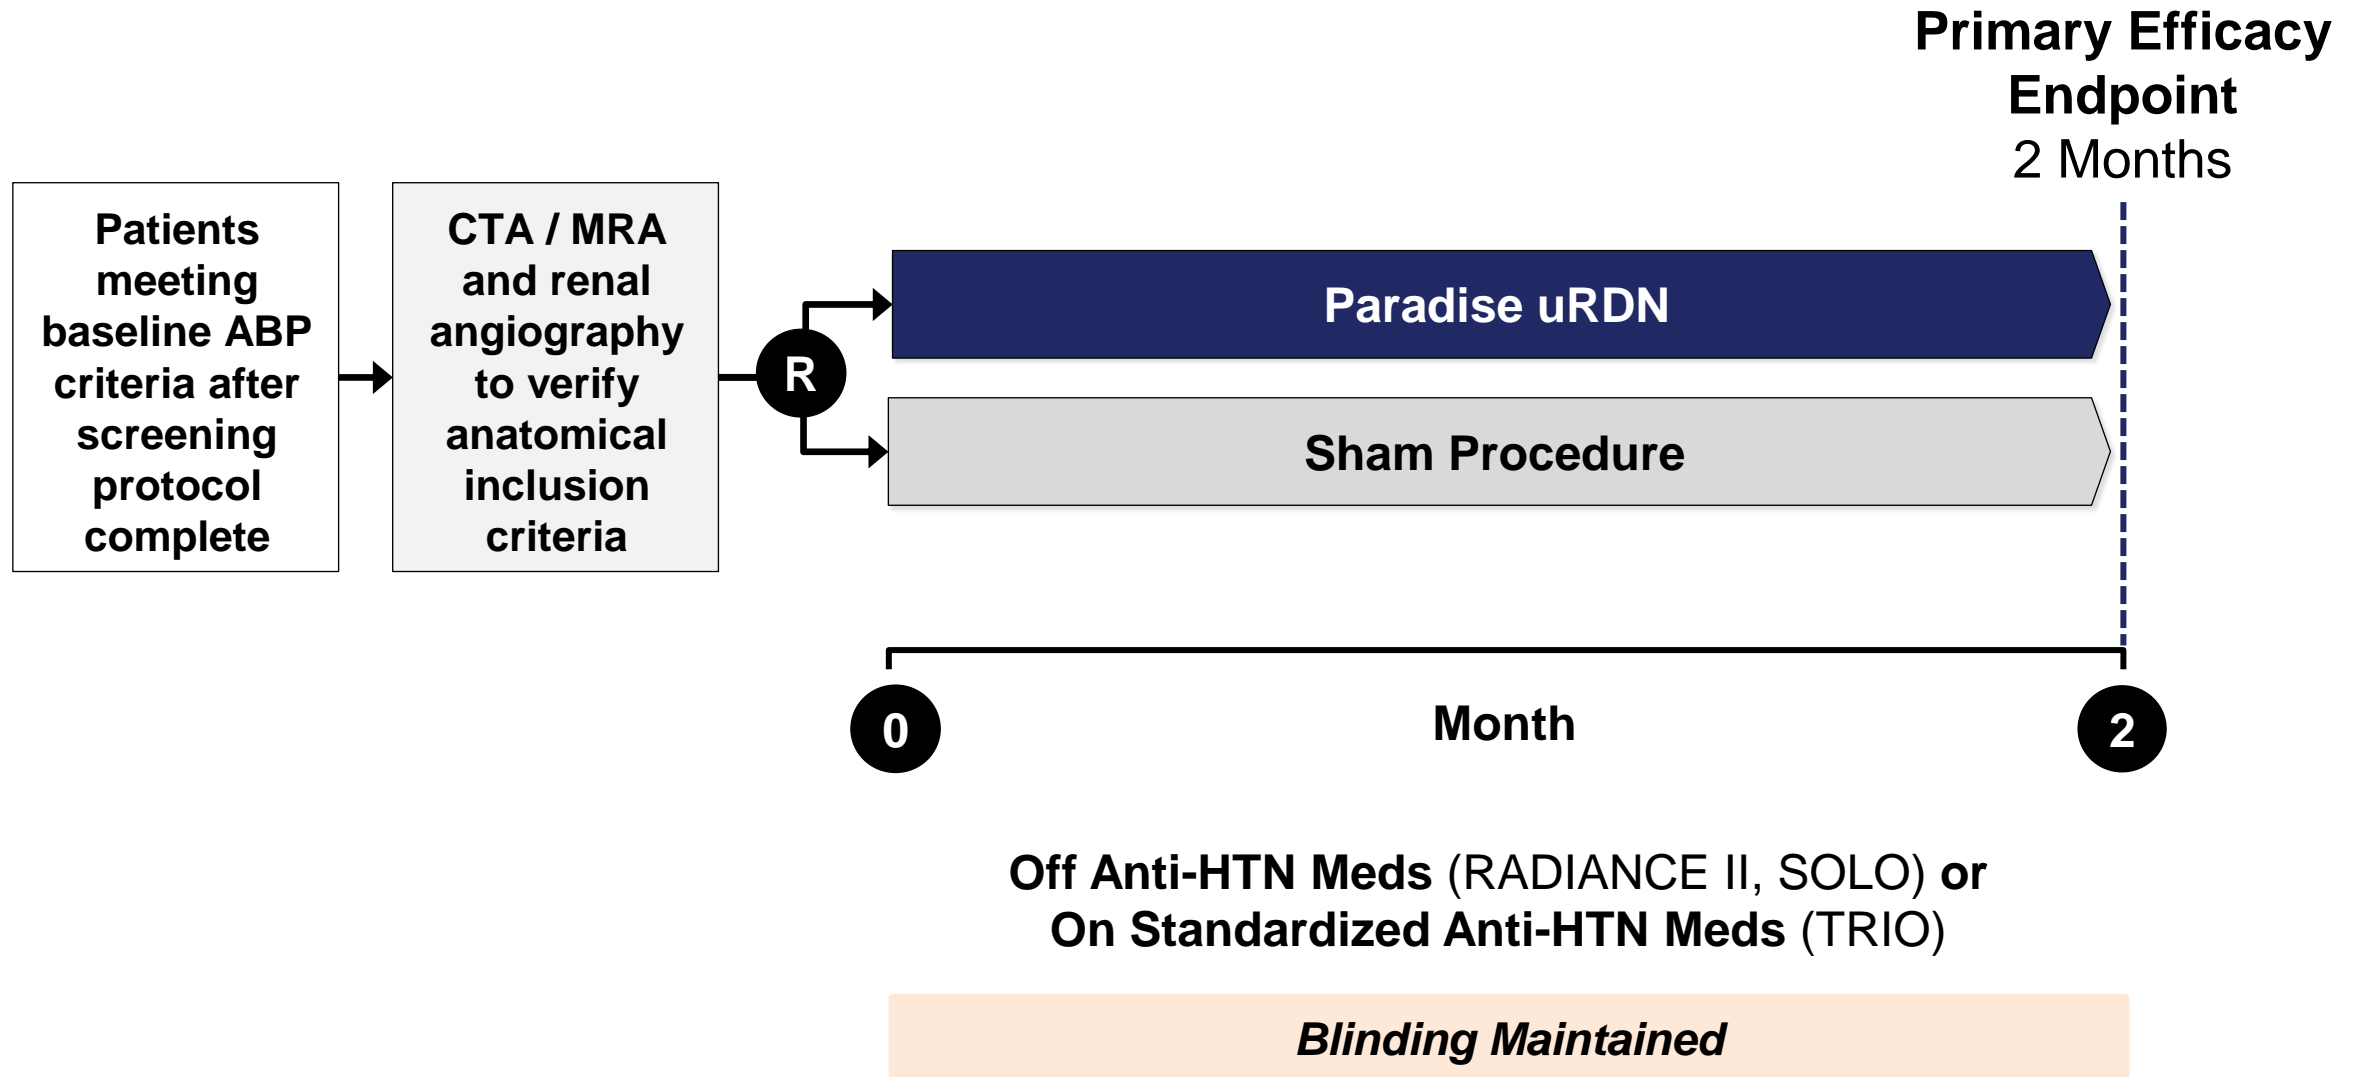 Primary Efficacy
Endpoint
2 Months
Patients
meeting
baseline ABP
criteria after
screening
protocol
complete
CTA / MRA
and renal
angiography
to verify
anatomical
inclusion
criteria
R
Paradise uRDN
Sham Procedure
0
Month
2
Off Anti-HTN Meds (RADIANCE II, SOLO) or
On Standardized Anti-HTN Meds (TRIO)
Blinding Maintained